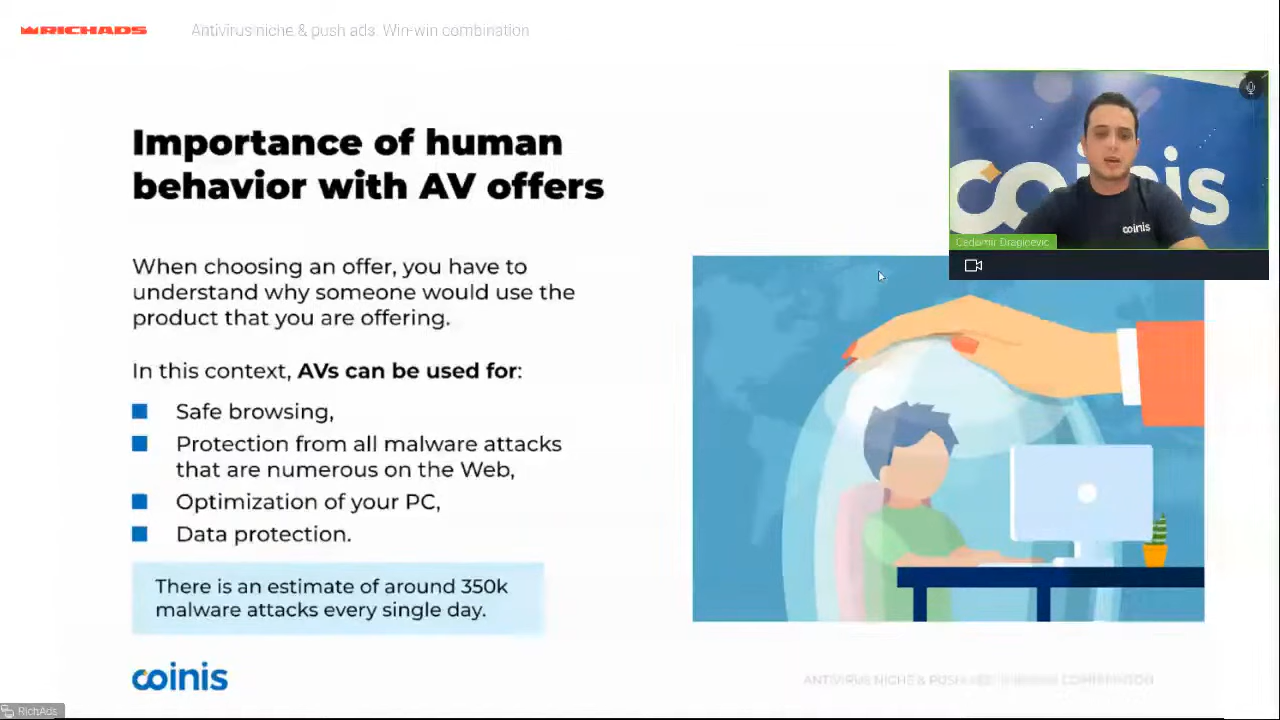 RICHADS
Antivirus niche & push ads. Win-win combination
Importance of human
behavior with AV offers
coinis
coinis
Cedomir Dragicevic
When choosing an offer, you have to
understand why someone would use the
product that you are offering.
In this context, AVs can be used for:
Safe browsing,
Protection from all malware attacks
that are numerous on the Web,
Optimization of your PC,
Data protection.
There is an estimate of around 350k
malware attacks every single day.
coinis
ANTIVIRUS NICHE & PUSH ADS. WIN-WIN COMBINATION
RichAds